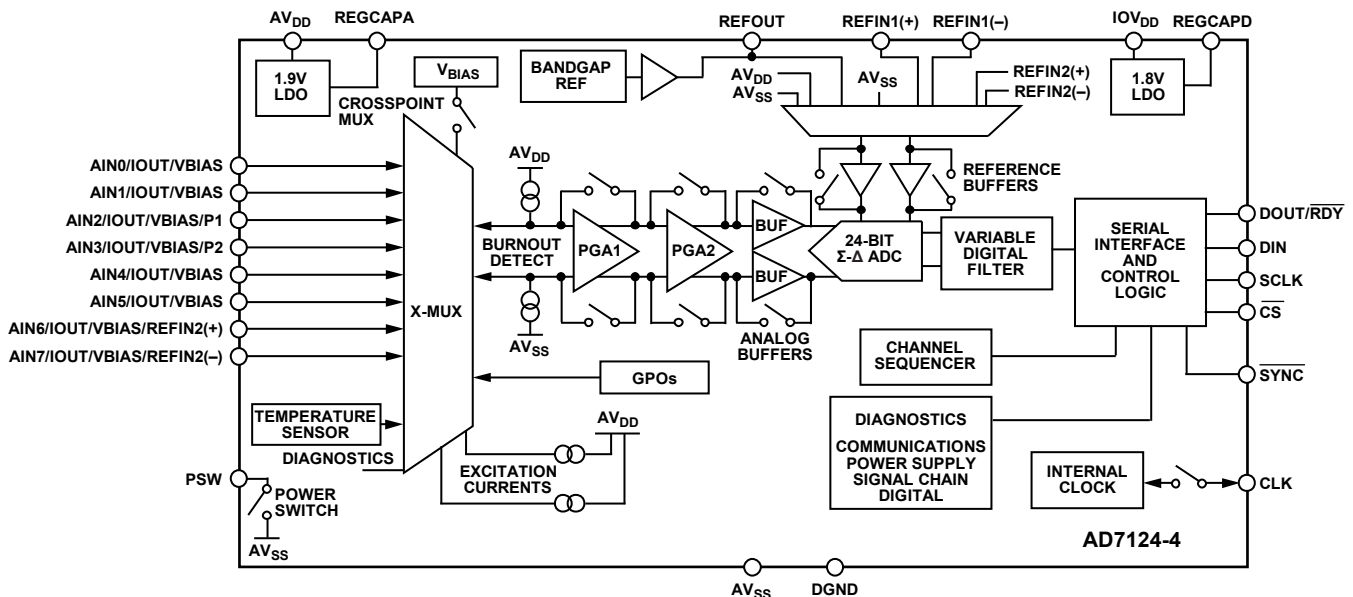 AVDD
REGCAPA
REFOUT
REFIN1(+)
REFIN1(–)
IOVDD
REGCAPD
1.9V
LDO
VBIAS
BANDGAP
REF
AVDD
AVSS
AVSS
REFIN2(+)
REFIN2(–)
1.8V
LDO
CROSSPOINT
MUX
AIN0/IOUT/VBIAS
AIN1/IOUT/VBIAS
AIN2/IOUT/VBIAS/P1
AIN3/IOUT/VBIAS/P2
AIN4/IOUT/VBIAS
AIN5/IOUT/VBIAS
AIN6/IOUT/VBIAS/REFIN2(+)
AIN7/IOUT/VBIAS/REFIN2(–)
X-MUX
AVDD
BURNOUT
DETECT
AVSS
PGA1
PGA2
BUF
BUF
ANALOG
BUFFERS
REFERENCE
BUFFERS
24-BIT
Σ-Δ ADC
VARIABLE
DIGITAL
FILTER
SERIAL
INTERFACE
AND
CONTROL
LOGIC
DOUT/RDY
DIN
SCLK
CS
SYNC
CHANNEL
SEQUENCER
GPOs
TEMPERATURE
SENSOR
DIAGNOSTICS
AVDD
EXCITATION
CURRENTS
DIAGNOSTICS
COMMUNICATIONS
POWER SUPPLY
SIGNAL CHAIN
DIGITAL
INTERNAL
CLOCK
CLK
PSW
POWER
SWITCH
AVSS
AD7124-4
AVSS
DGND